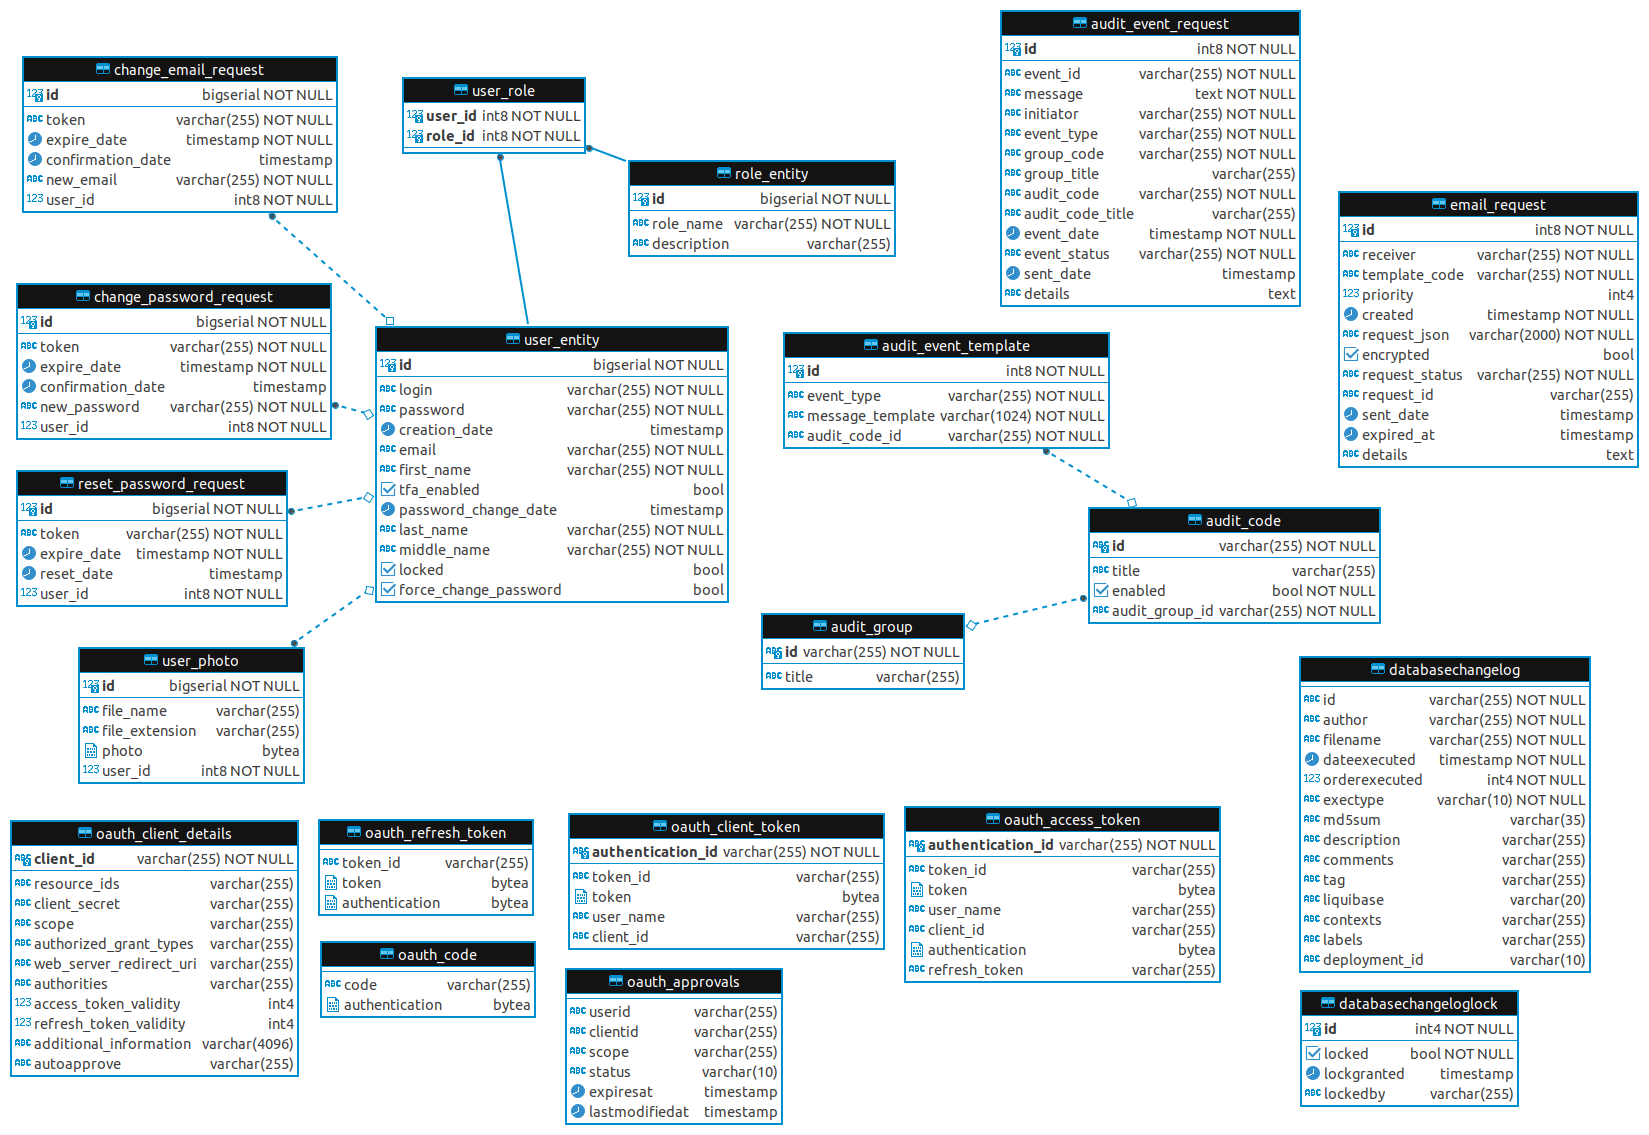 change_email_request
id bigserial NOT NULL
token varchar(255) NOT NULL
expire_date timestamp NOT NULL
confirmation_date timestamp
new_email varchar(255) NOT NULL
user_id int8 NOT NULL
user_role
user_id int8 NOT NULL
role_id int8 NOT NULL
role_entity
id bigserial NOT NULL
role_name varchar(255) NOT NULL
description varchar(255)
audit_event_request
id int8 NOT NULL
event_id varchar(255) NOT NULL
message text NOT NULL
initiator varchar(255) NOT NULL
event_type varchar(255) NOT NULL
group_code varchar(255) NOT NULL
group_title varchar(255)
audit_code varchar(255) NOT NULL
audit_code_title varchar(255)
event_date timestamp NOT NULL
event_status varchar(255) NOT NULL
sent_date timestamp
details text
email_request
id int8 NOT NULL
receiver varchar(255) NOT NULL
template_code varchar(255) NOT NULL
priority int4
created timestamp NOT NULL
request_json varchar(2000) NOT NULL
encrypted bool
request_status varchar(255) NOT NULL
request_id varchar(255)
sent_date timestamp
expired_at timestamp
details text
change_password_request
id bigserial NOT NULL
token varchar(255) NOT NULL
expire_date timestamp NOT NULL
confirmation_date timestamp
new_password varchar(255) NOT NULL
user_id int8 NOT NULL
user_entity
id bigserial NOT NULL
login varchar(255) NOT NULL
password varchar(255) NOT NULL
creation_date timestamp
email varchar(255) NOT NULL
first_name varchar(255) NOT NULL
tfa_enabled bool
password_change_date timestamp
last_name varchar(255) NOT NULL
middle_name varchar(255) NOT NULL
locked bool
force_change_password bool
audit_event_template
id int8 NOT NULL
event_type varchar(255) NOT NULL
message_template varchar(1024) NOT NULL
audit_code_id varchar(255) NOT NULL
reset_password_request
id bigserial NOT NULL
token varchar(255) NOT NULL
expire_date timestamp NOT NULL
reset_date timestamp
user_id int8 NOT NULL
audit_code
id varchar(255) NOT NULL
title varchar(255)
enabled bool NOT NULL
audit_group_id varchar(255) NOT NULL
audit_group
id varchar(255) NOT NULL
title varchar(255)
user_photo
id bigserial NOT NULL
file_name varchar(255)
file_extension varchar(255)
photo bytea
user_id int8 NOT NULL
databasechangelog
id varchar(255) NOT NULL
author varchar(255) NOT NULL
filename varchar(255) NOT NULL
dateexecuted timestamp NOT NULL
orderexecuted int4 NOT NULL
exectype varchar(10) NOT NULL
md5sum varchar(35)
description varchar(255)
comments varchar(255)
tag varchar(255)
liquibase varchar(20)
contexts varchar(255)
labels varchar(255)
deployment_id varchar(10)
oauth_client_details
client_id varchar(255) NOT NULL
resource_ids varchar(255)
client_secret varchar(255)
scope varchar(255)
authorized_grant_types varchar(255)
web_server_redirect_uri varchar(255)
authorities varchar(255)
access_token_validity int4
refresh_token_validity int4
additional_information varchar(4096)
autoapprove varchar(255)
oauth_refresh_token
token_id varchar(255)
token bytea
authentication bytea
oauth_code
code varchar(255)
authentication bytea
oauth_client_token
authentication_id varchar(255) NOT NULL
token_id varchar(255)
token bytea
user_name varchar(255)
client_id varchar(255)
oauth_approvals
userid varchar(255)
clientid varchar(255)
scope varchar(255)
status varchar(10)
expiresat timestamp
lastmodifiedat timestamp
oauth_access_token
authentication_id varchar(255) NOT NULL
token_id varchar(255)
token bytea
user_name varchar(255)
client_id varchar(255)
authentication bytea
refresh_token varchar(255)
databasechangeloglock
id int4 NOT NULL
locked bool NOT NULL
lockgranted timestamp
lockedby varchar(255)